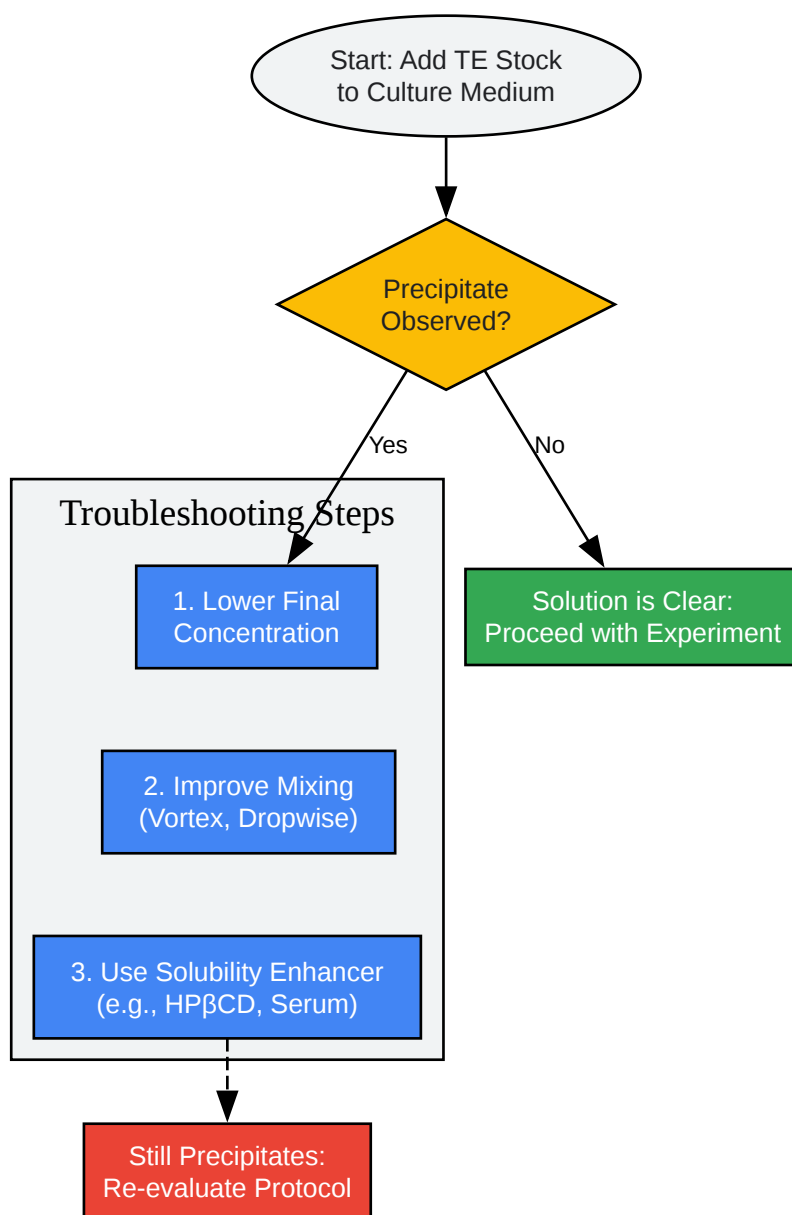 Start: Add TE Stock
to Culture Medium
Precipitate
Observed?
Yes
No
Troubleshooting Steps
1. Lower Final
Concentration
Solution is Clear:
Proceed with Experiment
2. Improve Mixing
(Vortex, Dropwise)
3. Use Solubility Enhancer
(e.g., HPβCD, Serum)
Still Precipitates:
Re-evaluate Protocol